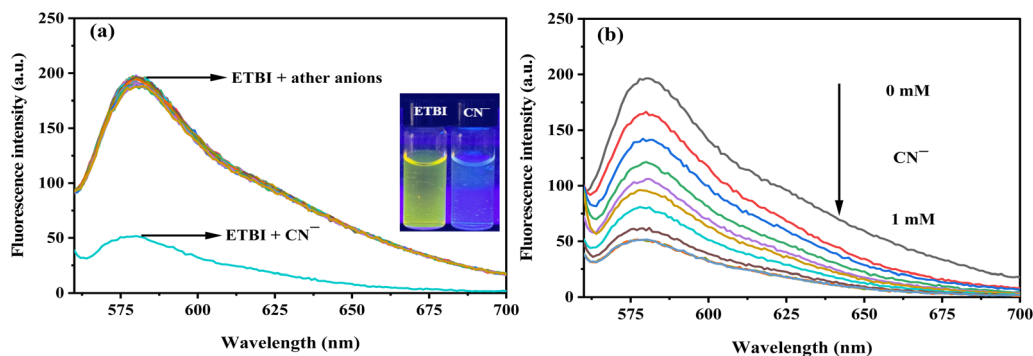 (a)
250
200
150
100
50
0
Fluorescence intensity (a.u.)
575
600
625
650
675
700
Wavelength (nm)
ETBI + ather anions
ETBI + CN⁻
ETBI CN⁻
(b)
250
200
150
100
50
0
Fluorescence intensity (a.u.)
575
600
625
650
675
700
Wavelength (nm)
0 mM
CN⁻
1 mM